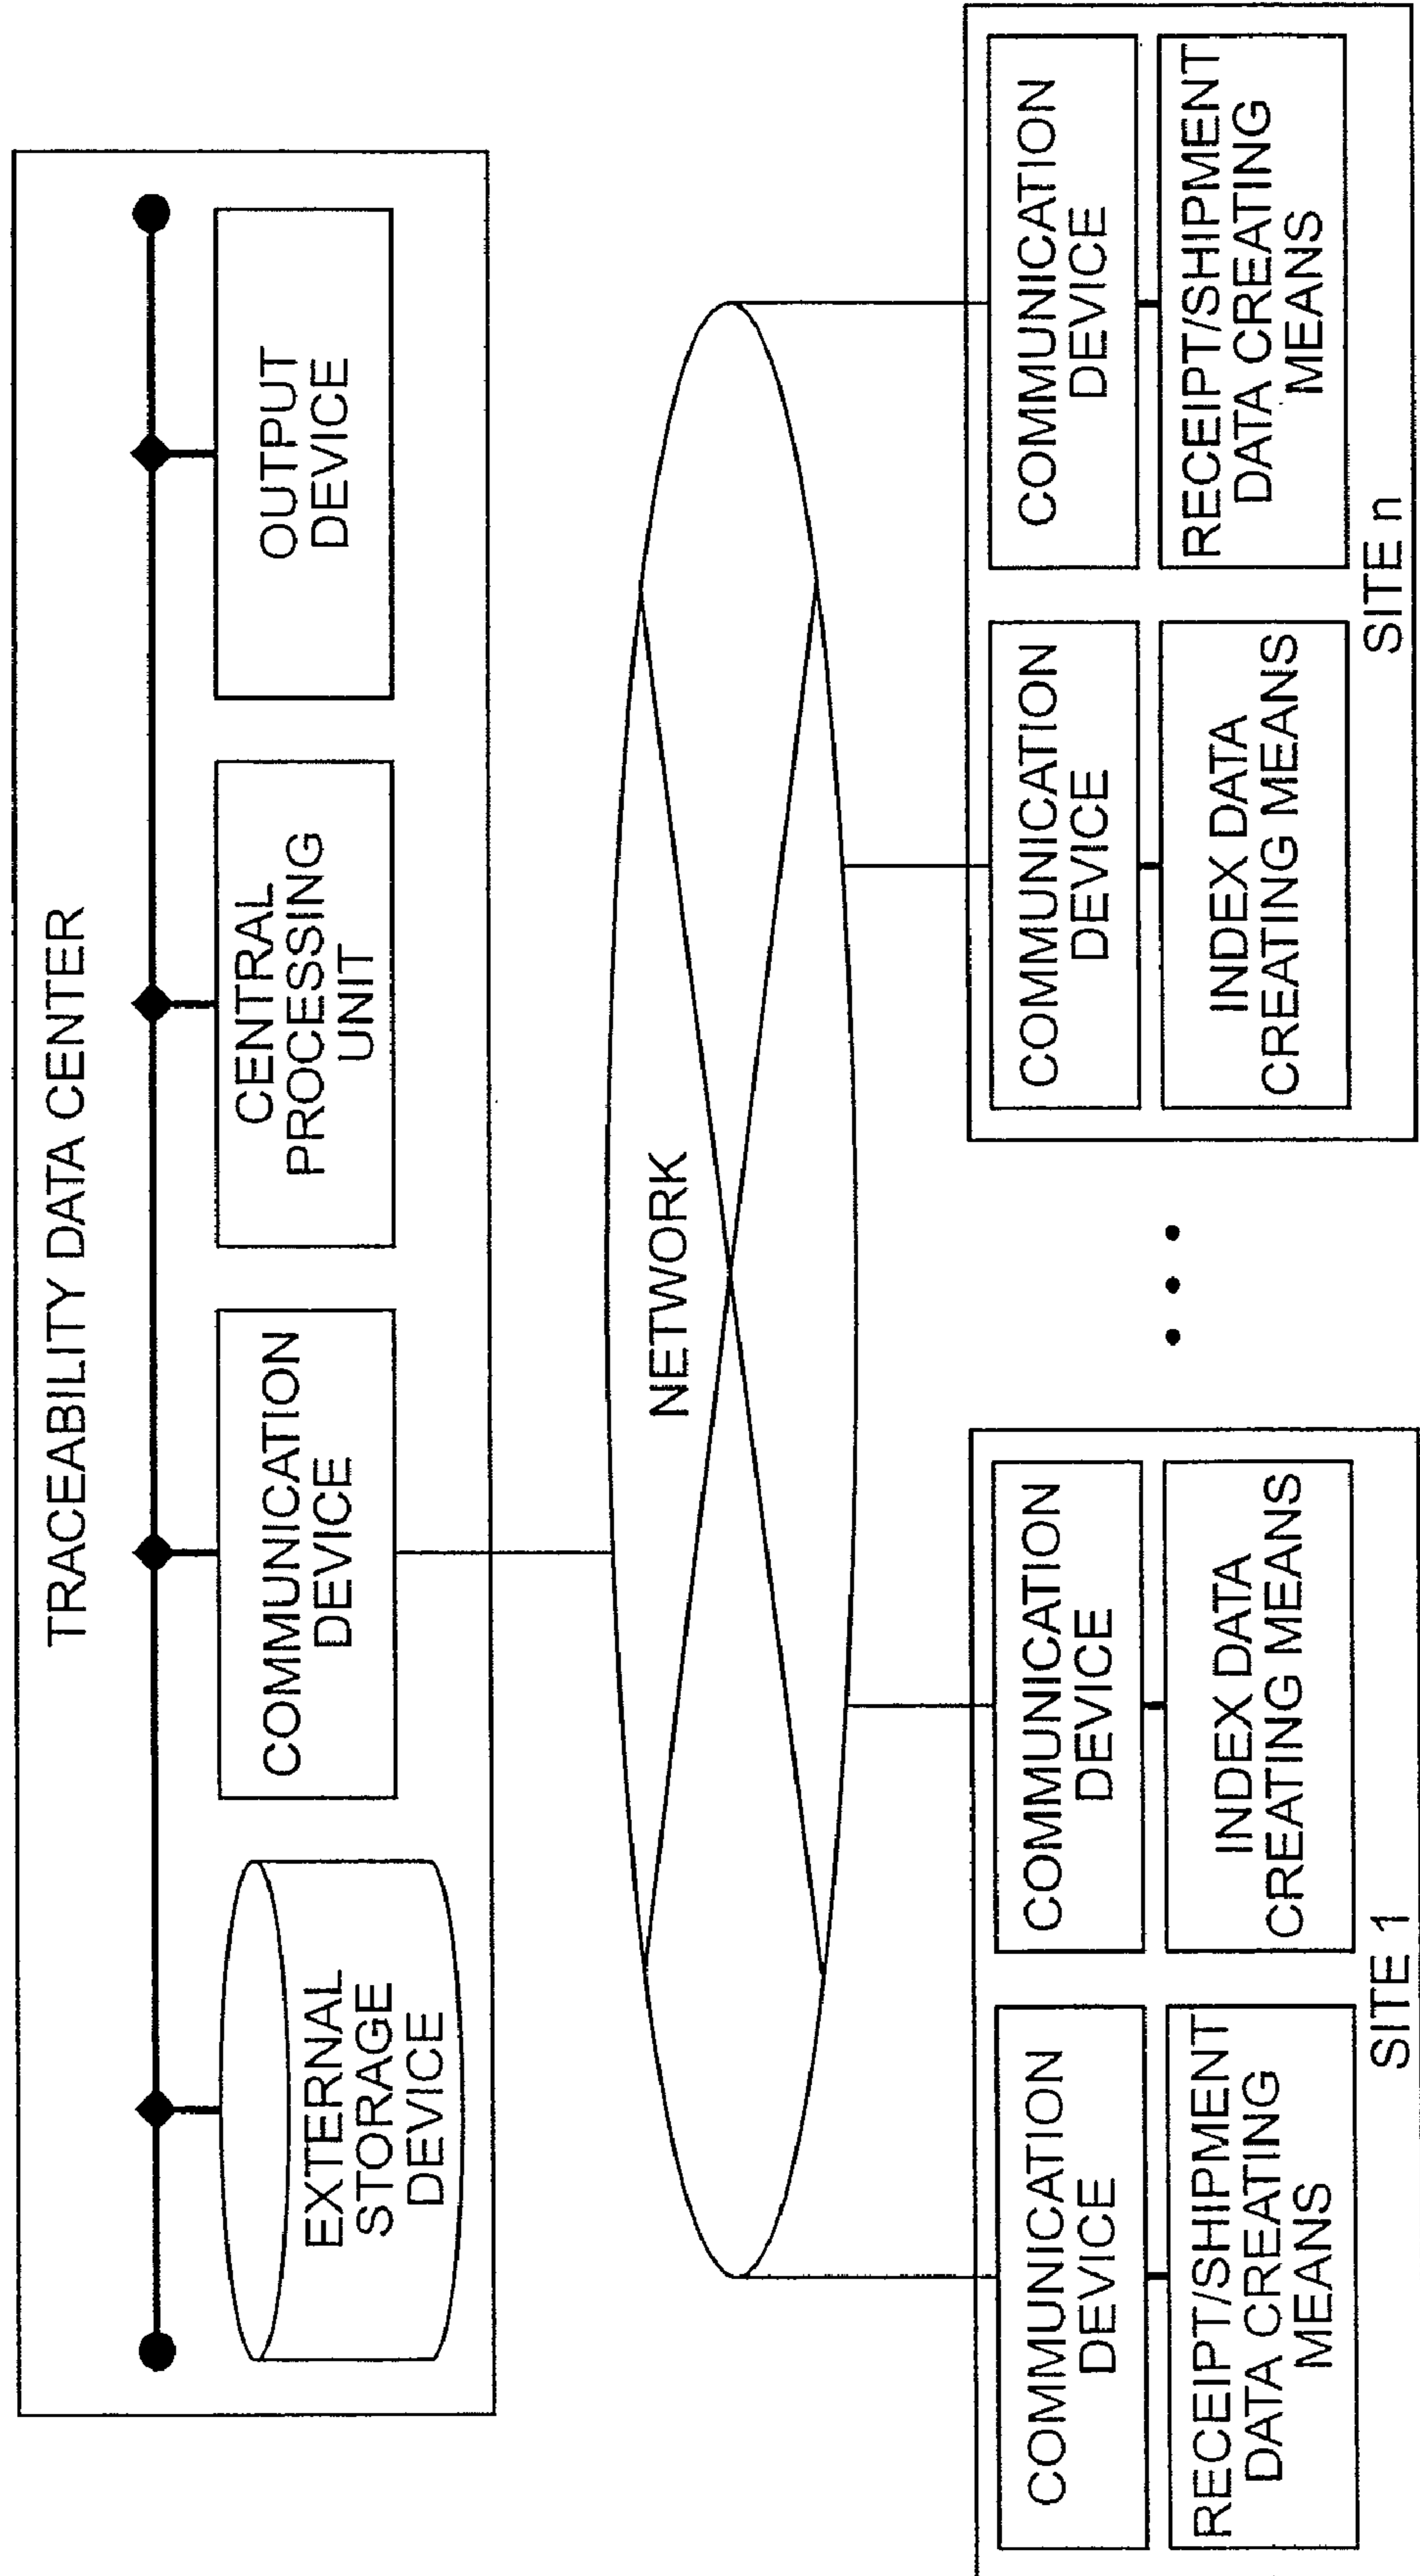 TRACEABILITY DATA CENTER
EXTERNAL
STORAGE
DEVICE
COMMUNICATION
DEVICE
CENTRAL
PROCESSING
UNIT
OUTPUT
DEVICE
NETWORK
COMMUNICATION
DEVICE
RECEIPT/SHIPMENT
DATA CREATING
MEANS
COMMUNICATION
DEVICE
INDEX DATA
CREATING MEANS
SITE 1
COMMUNICATION
DEVICE
INDEX DATA
CREATING MEANS
COMMUNICATION
DEVICE
RECEIPT/SHIPMENT
DATA CREATING
MEANS
SITE n